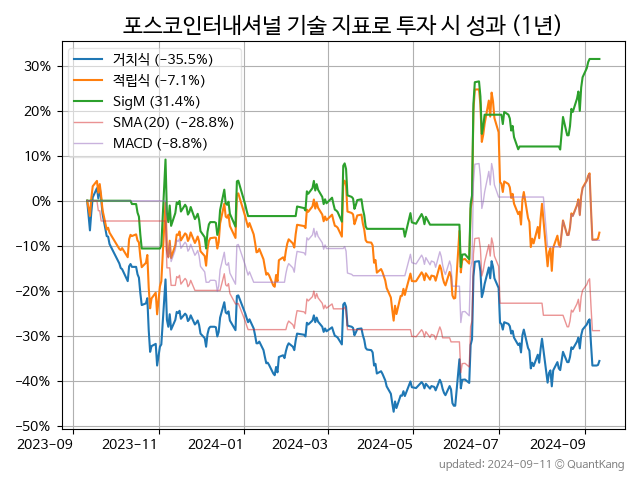 포스코인터내셔널 기술 지표로 투자 시 성과 (1년)
거치식 (−35.5%)
적립식 (−7.1%)
SigM (31.4%)
SMA(20) (−28.8%)
MACD (−8.8%)
30%
20%
10%
0%
−10%
−20%
−30%
−40%
−50%
2023-09 2023-11 2024-01 2024-03 2024-05 2024-07 2024-09
updated: 2024-09-11 © QuantKang